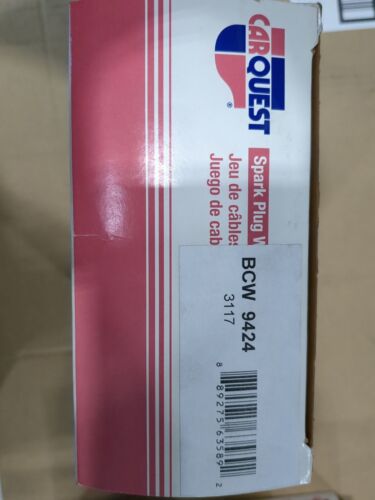 CARQUEST
®
Spark Plug W
Jeu de câbles
Juego de cab
BCW 9424
3117
8 89275 63589 2